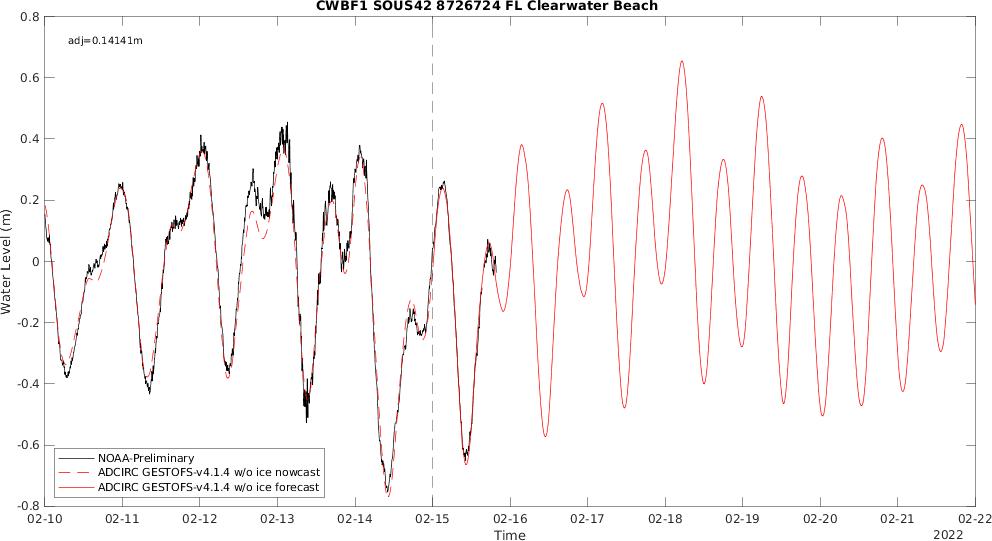 CWBF1 SOUS42 8726724 FL Clearwater Beach
adj=0.14141m
0.8
0.6
0.4
0.2
0
-0.2
-0.4
-0.6
-0.8
Water Level (m)
NOAA-Preliminary
ADCIRC GESTOFS-v4.1.4 w/o ice nowcast
ADCIRC GESTOFS-v4.1.4 w/o ice forecast
02-10 02-11 02-12 02-13 02-14 02-15 02-16 02-17 02-18 02-19 02-20 02-21 02-22
Time
2022